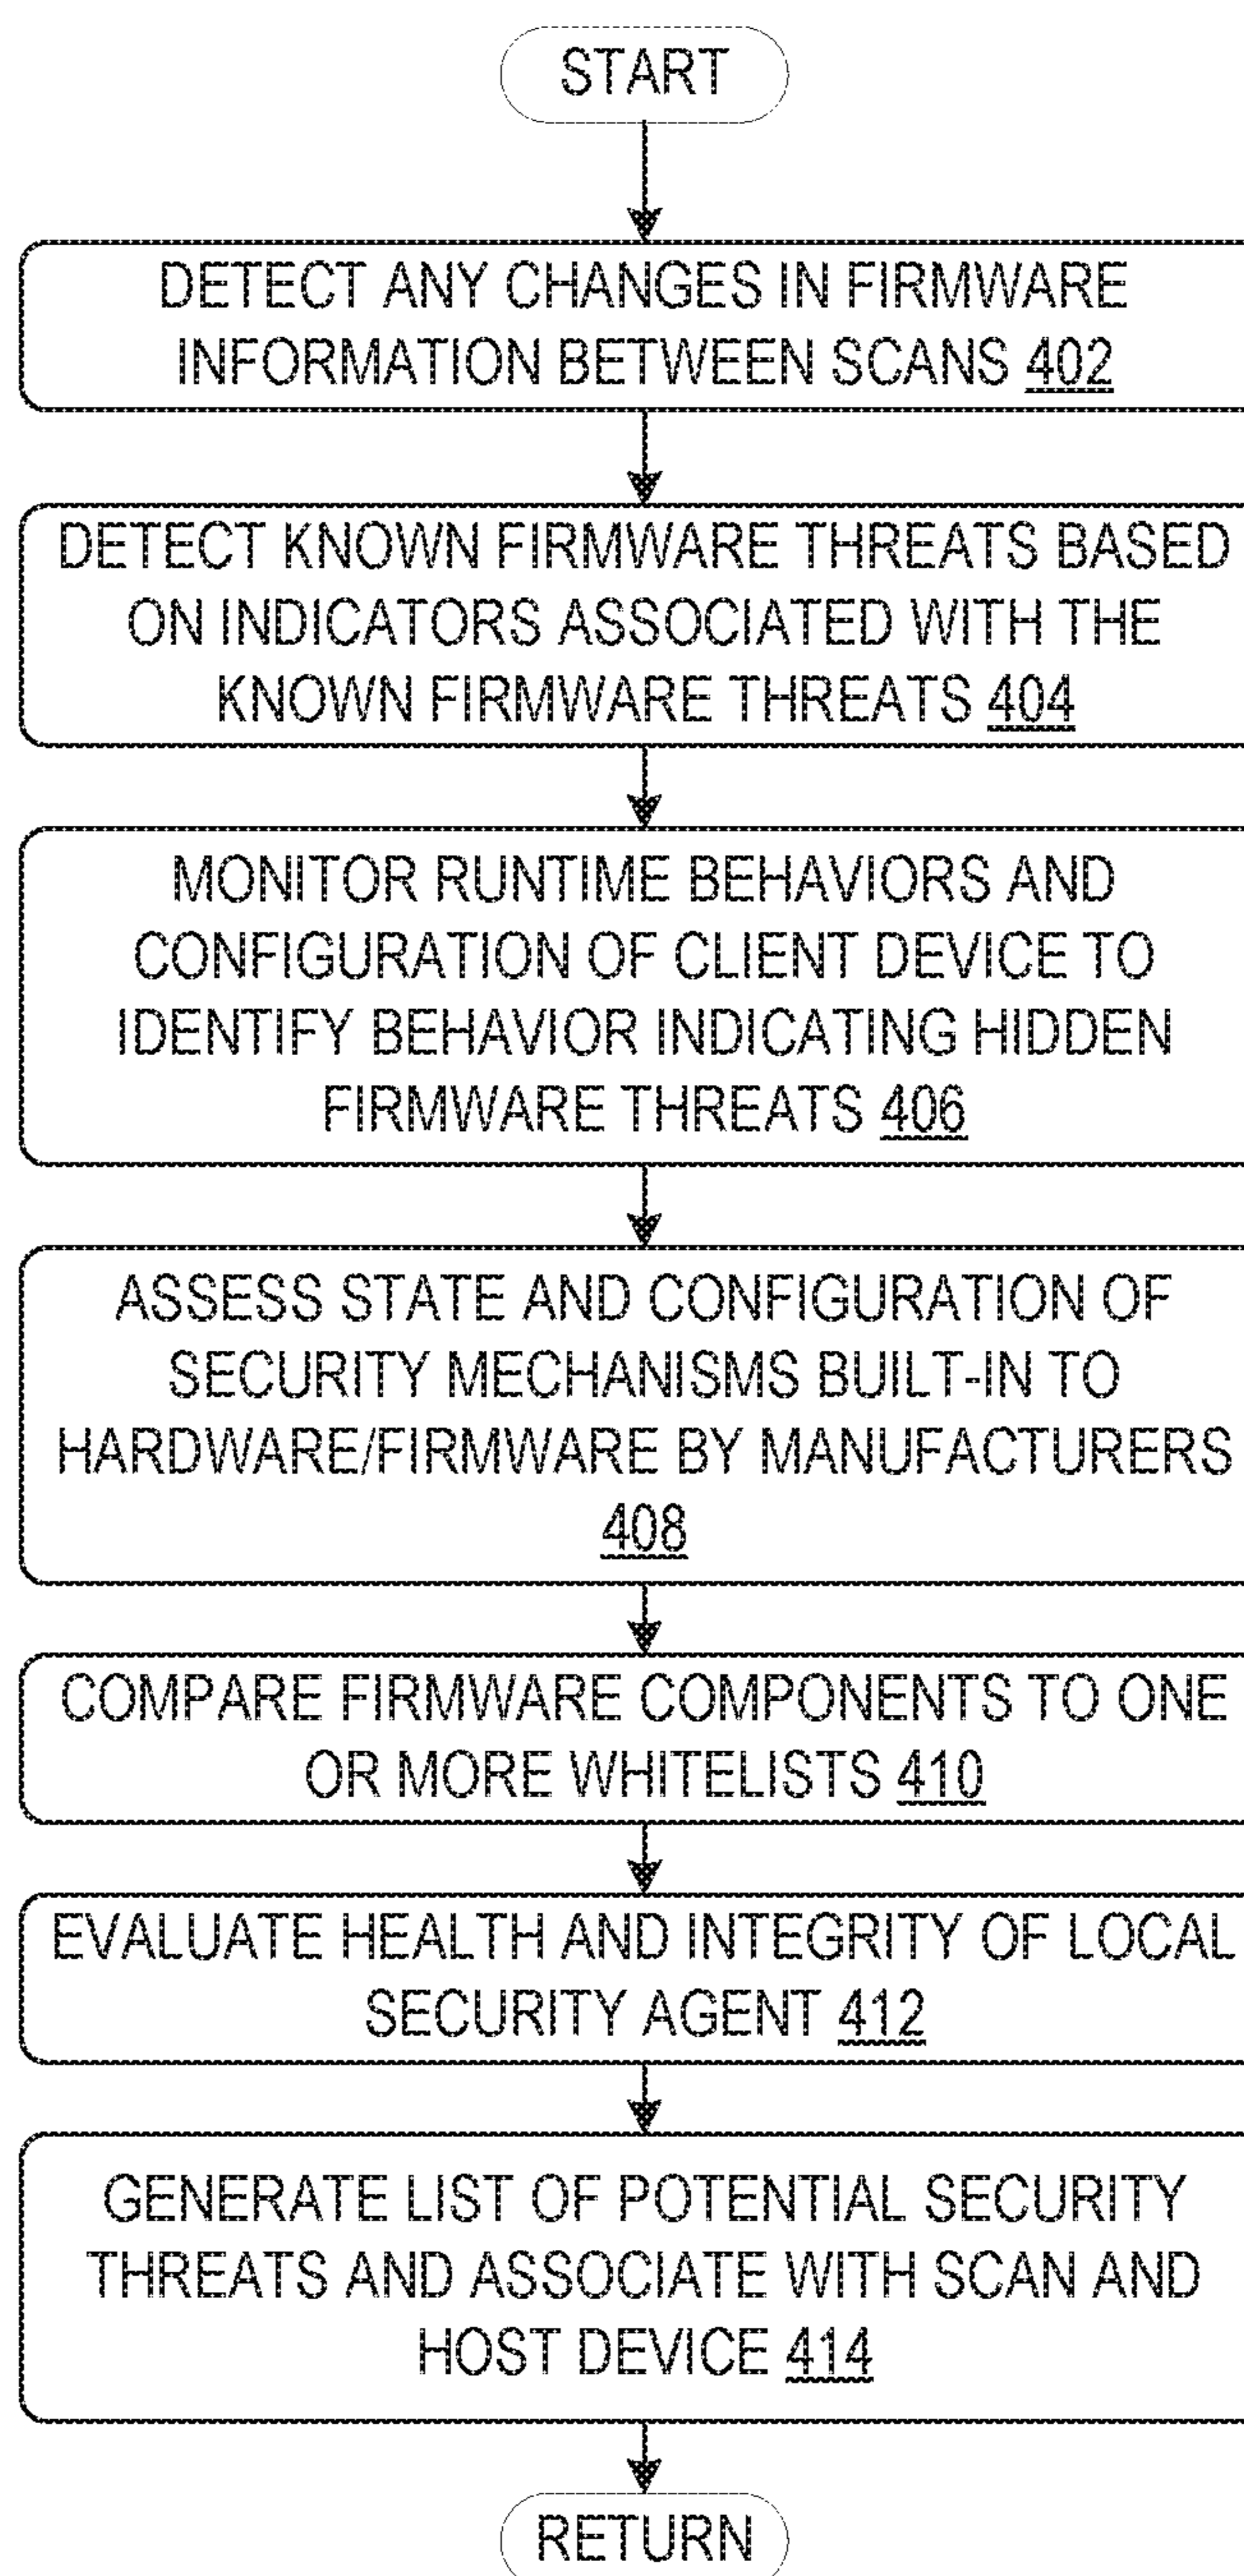 START
DETECT ANY CHANGES IN FIRMWARE
INFORMATION BETWEEN SCANS 402
DETECT KNOWN FIRMWARE THREATS BASED
ON INDICATORS ASSOCIATED WITH THE
KNOWN FIRMWARE THREATS 404
MONITOR RUNTIME BEHAVIORS AND
CONFIGURATION OF CLIENT DEVICE TO
IDENTIFY BEHAVIOR INDICATING HIDDEN
FIRMWARE THREATS 406
ASSESS STATE AND CONFIGURATION OF
SECURITY MECHANISMS BUILT-IN TO
HARDWARE/FIRMWARE BY MANUFACTURERS
408
COMPARE FIRMWARE COMPONENTS TO ONE
OR MORE WHITELISTS 410
EVALUATE HEALTH AND INTEGRITY OF LOCAL
SECURITY AGENT 412
GENERATE LIST OF POTENTIAL SECURITY
THREATS AND ASSOCIATE WITH SCAN AND
HOST DEVICE 414
RETURN